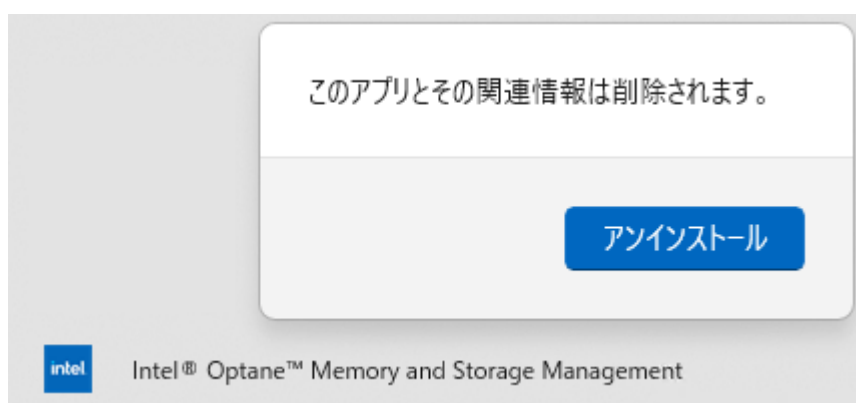 このアプリとその関連情報は削除されます。
アンインストール
intel
Intel® Optane™ Memory and Storage Management